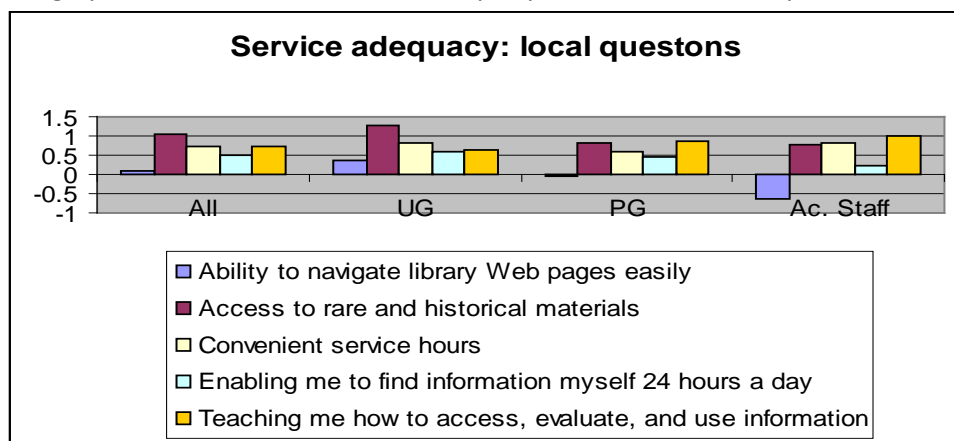 Service adequacy: local questons
1.5
1
0.5
0
-0.5
-1
All UG PG Ac. Staff
Ability to navigate library Web pages easily
Access to rare and historical materials
Convenient service hours
Enabling me to find information myself 24 hours a day
Teaching me how to access, evaluate, and use information